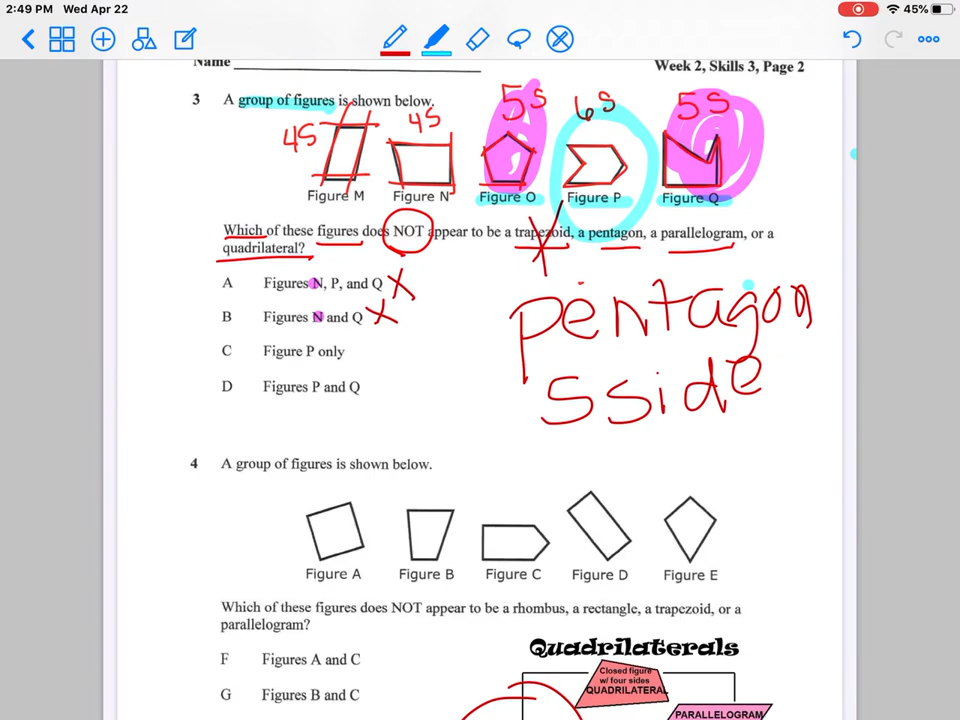 2:49 PM Wed Apr 22
45%
Name
Week 2, Skills 3, Page 2
3 A group of figures is shown below.
4S
4S
5S
6S
5S
Figure M
Figure N
Figure O
Figure P
Figure Q
Which of these figures does NOT appear to be a trapezoid, a pentagon, a parallelogram, or a
quadrilateral?
A Figures N, P, and Q X
B Figures N and Q X
C Figure P only
D Figures P and Q
pentagon
5 side
4 A group of figures is shown below.
Figure A
Figure B
Figure C
Figure D
Figure E
Which of these figures does NOT appear to be a rhombus, a rectangle, a trapezoid, or a
parallelogram?
F Figures A and C
G Figures B and C
Quadrilaterals
Closed figure
w/ four sides
QUADRILATERAL
PARALLELOGRAM